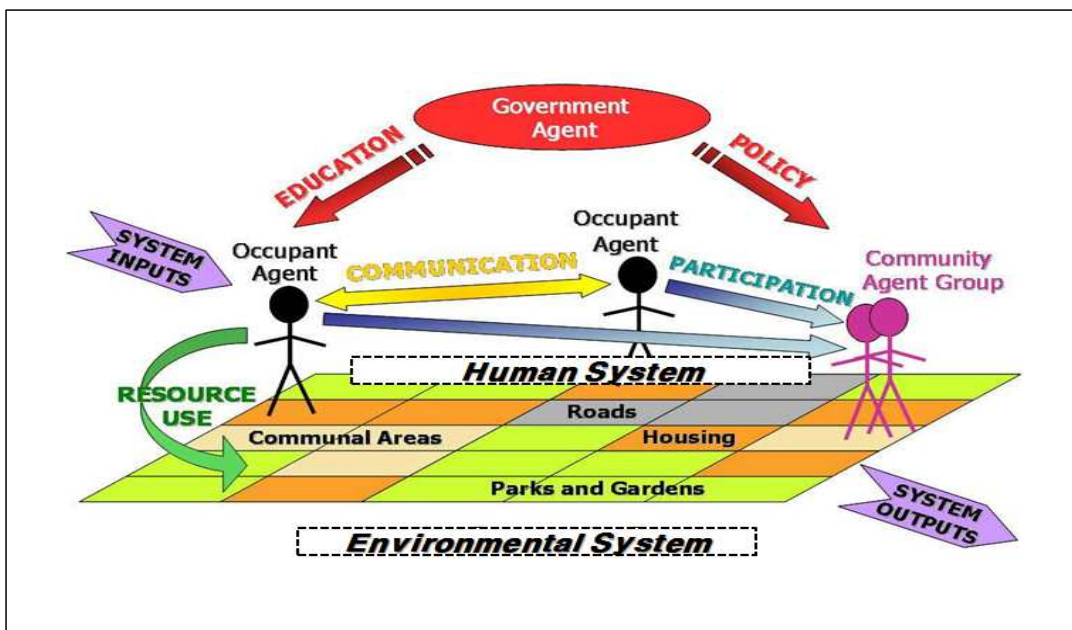 Government
Agent
EDUCATION
POLICY
SYSTEM
INPUTS
Occupant
Agent
COMMUNICATION
Occupant
Agent
PARTICIPATION
Community
Agent Group
RESOURCE
USE
Human System
Roads
Communal Areas
Housing
Parks and Gardens
SYSTEM
OUTPUTS
Environmental System